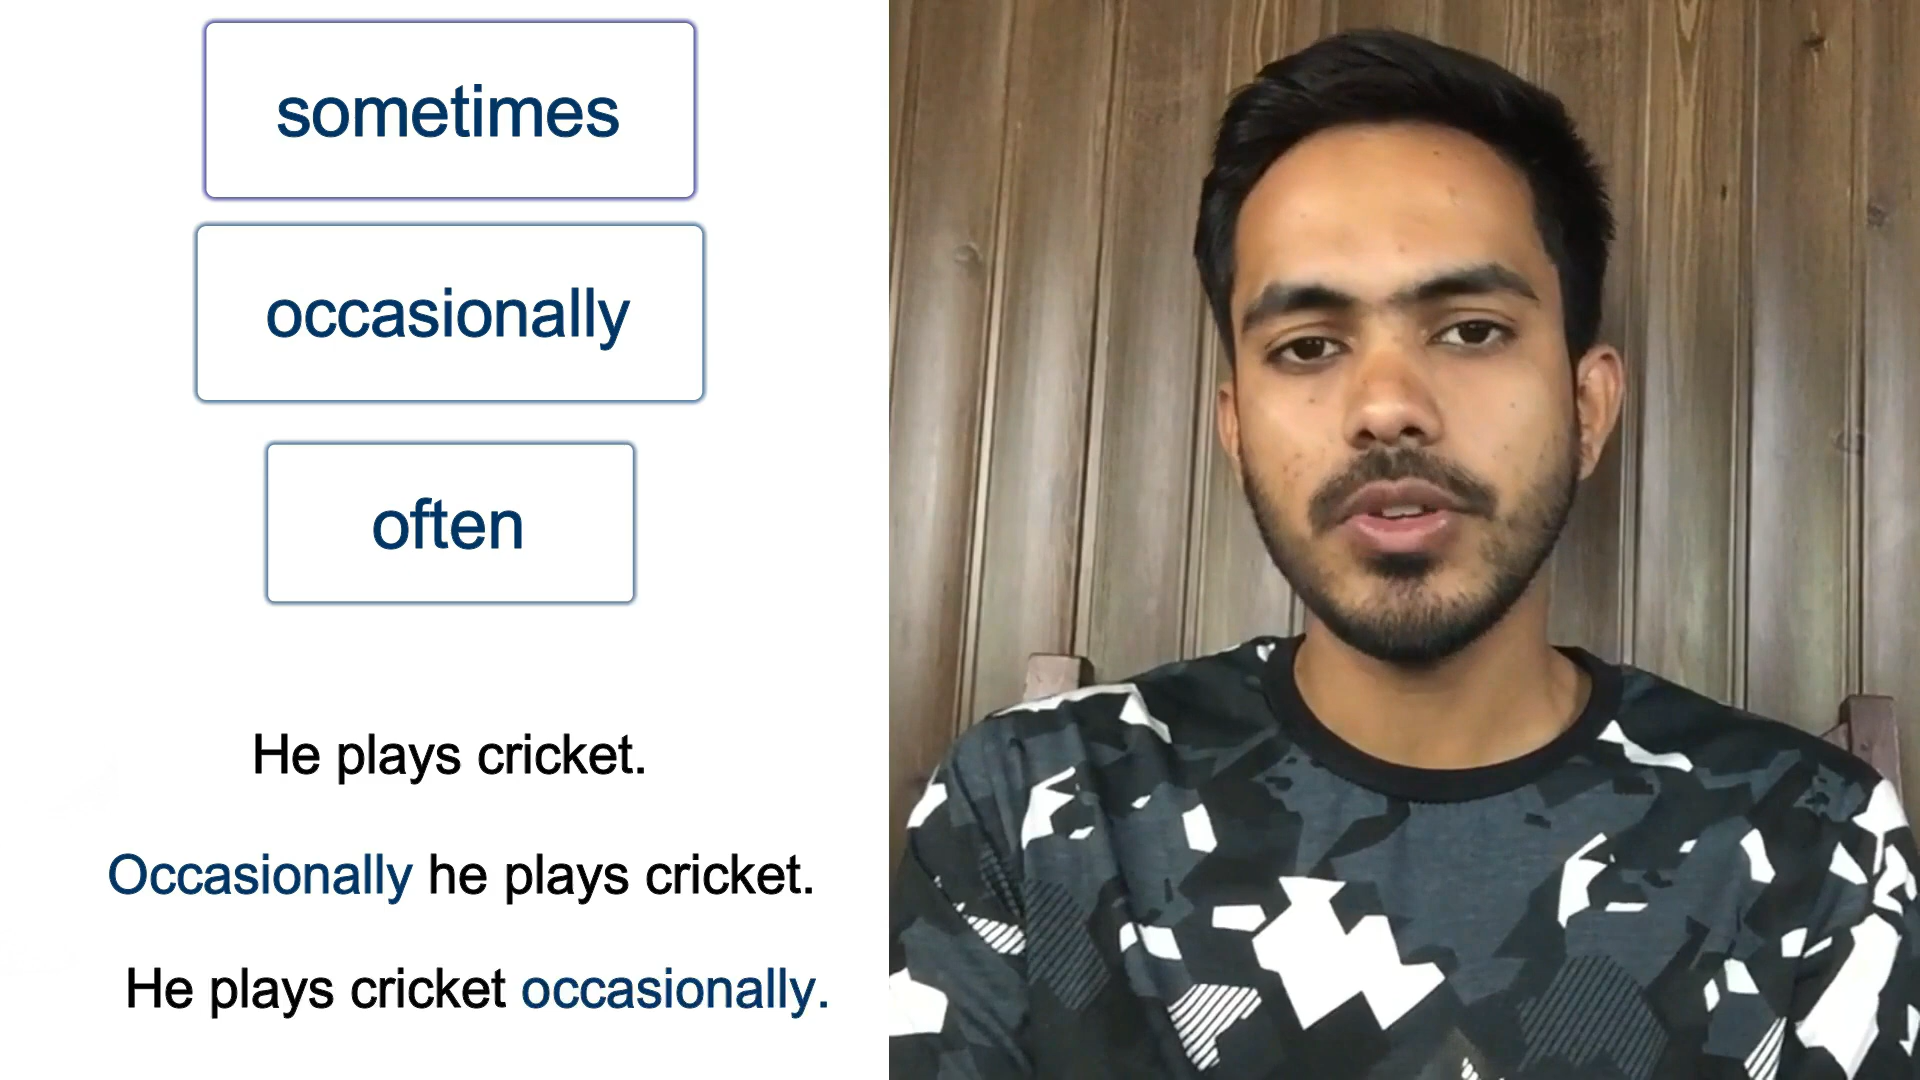 sometimes
occasionally
often
He plays cricket.
Occasionally he plays cricket.
He plays cricket occasionally.